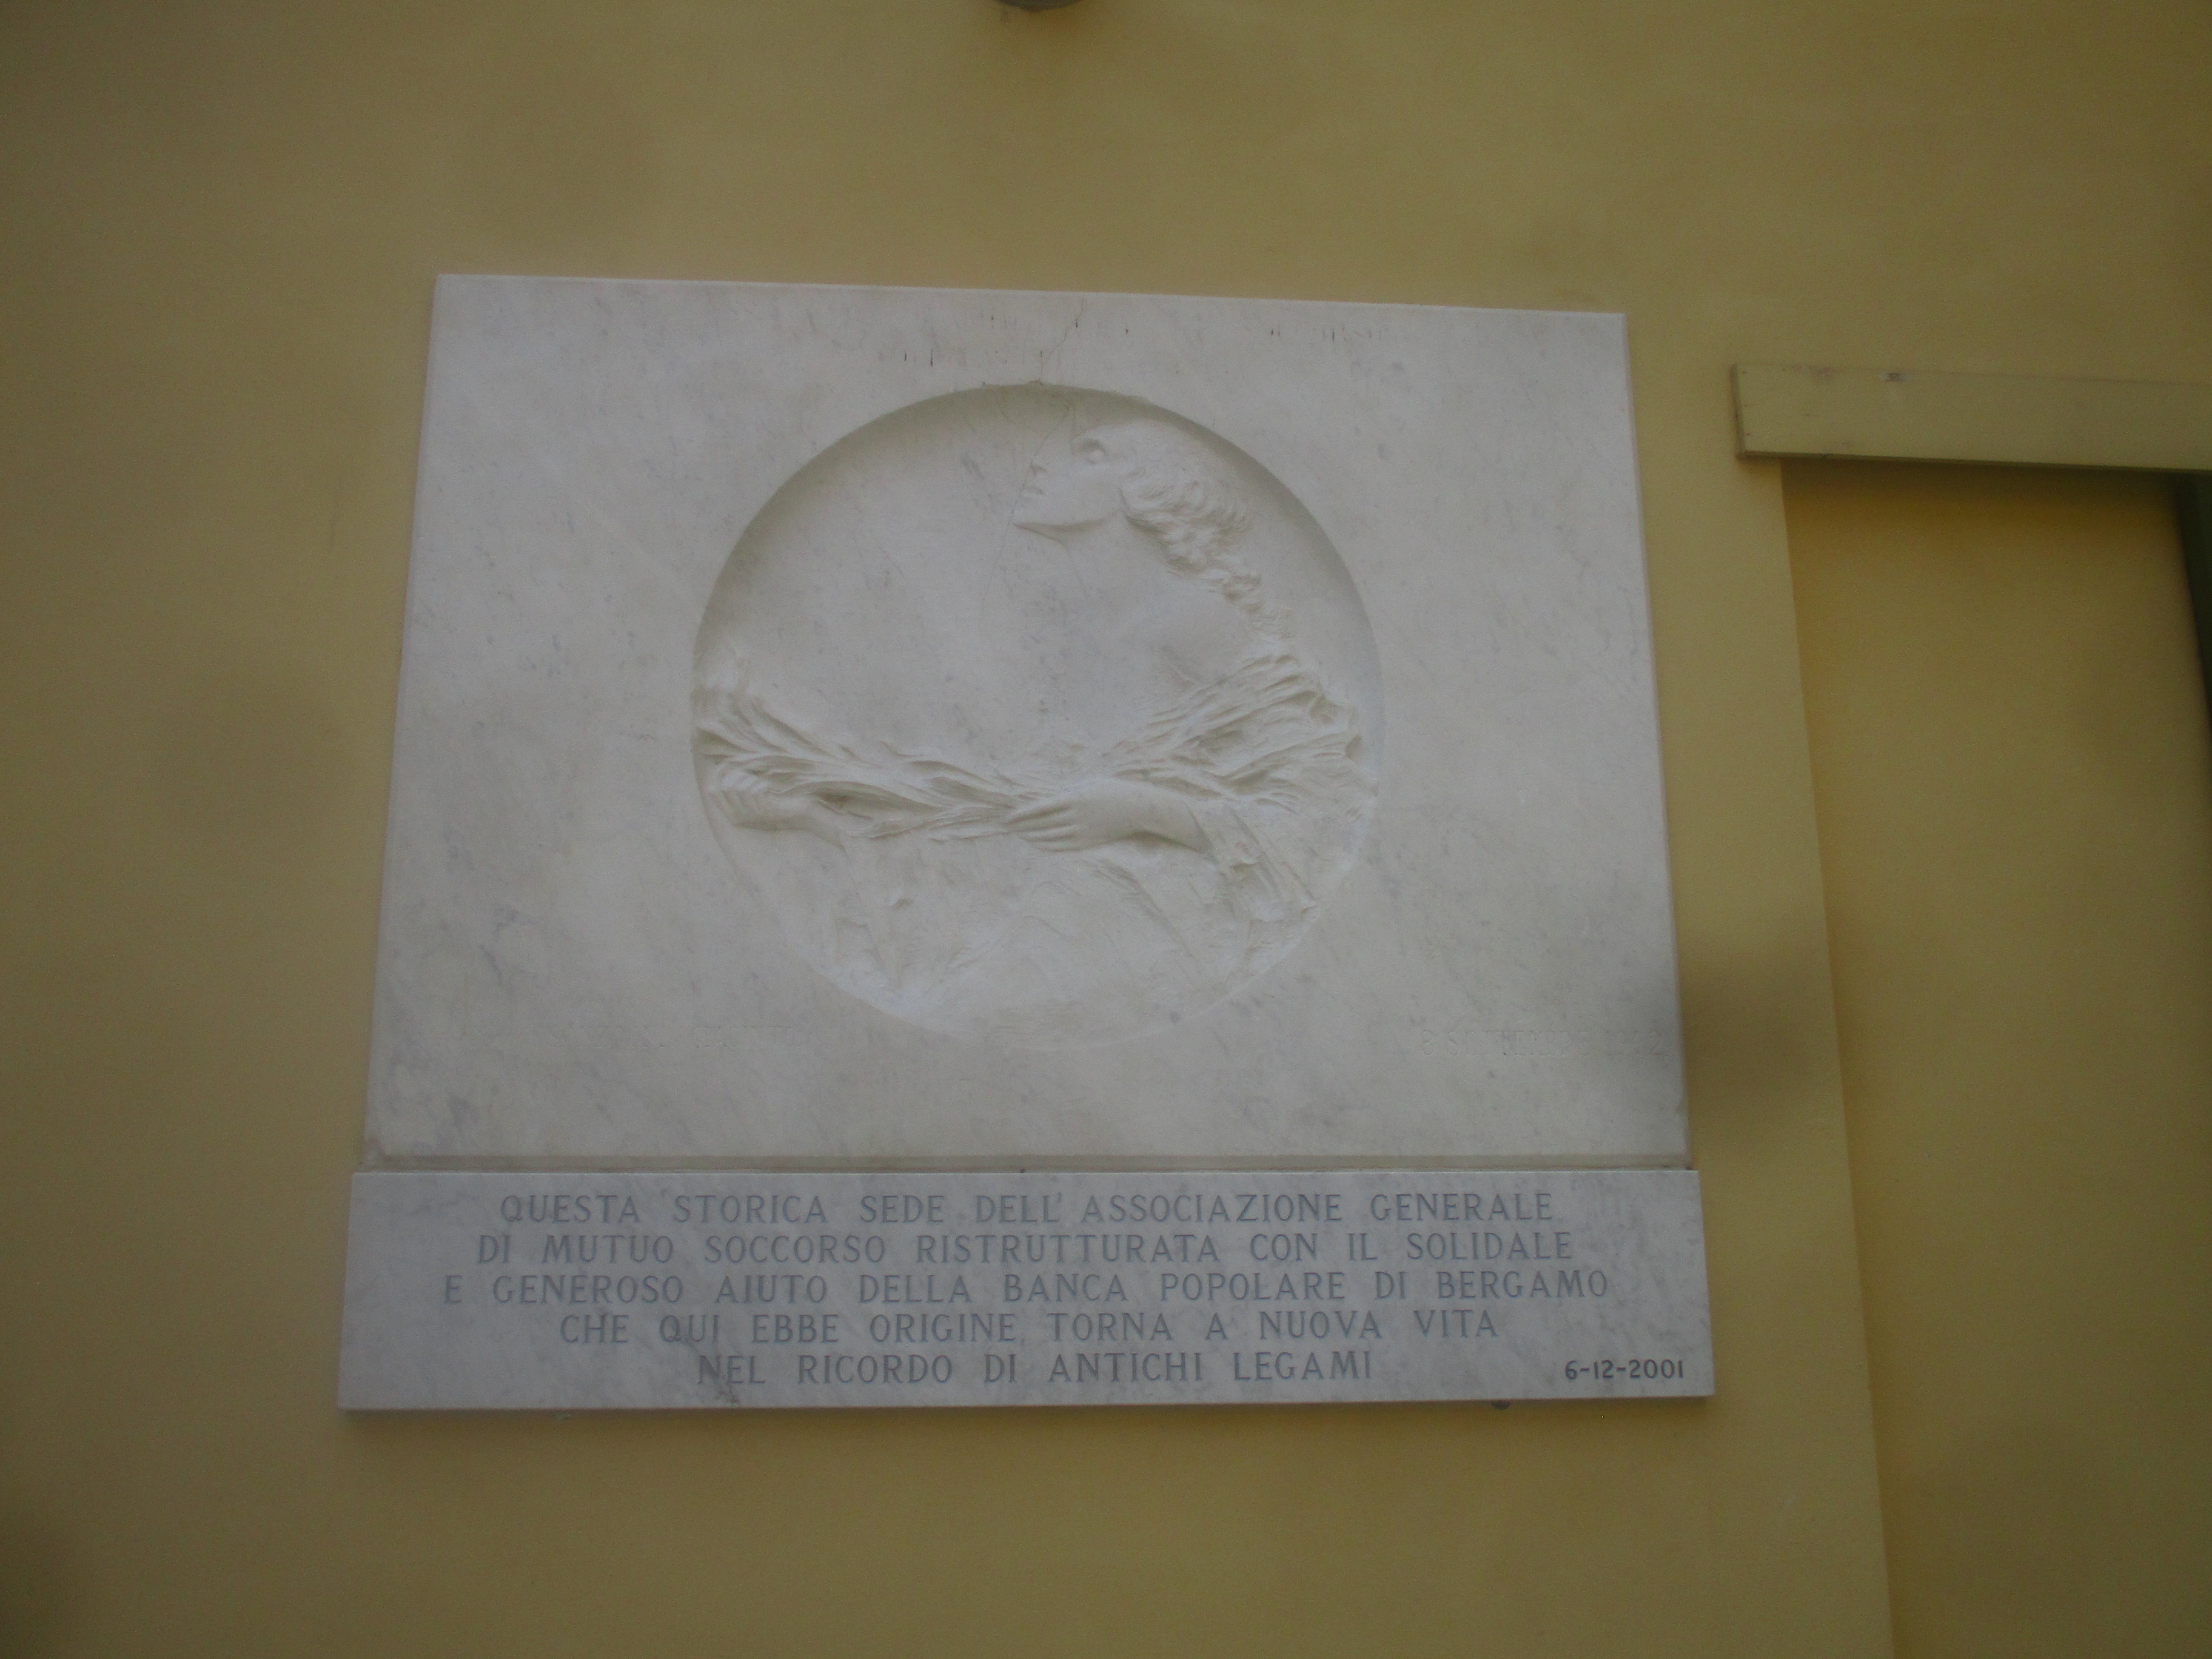 QUESTA STORICA SEDE DELL'ASSOCIAZIONE GENERALE
DI MUTUO SOCCORSO RISTRUTTURATA CON IL SOLIDALE
E GENEROSO AIUTO DELLA BANCA POPOLARE DI BERGAMO
CHE QUI EBBE ORIGINE TORNA A NUOVA VITA
NEL RICORDO DI ANTICHI LEGAMI
6-12-2001